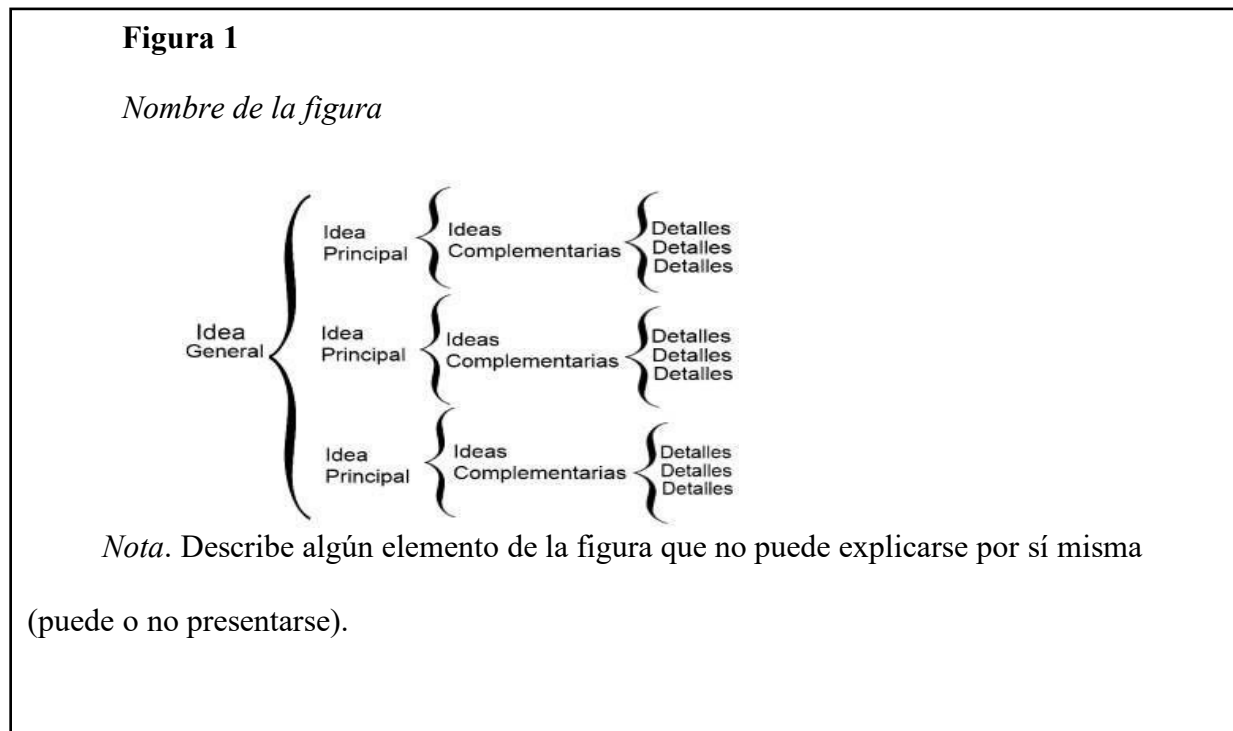 Figura 1
Nombre de la figura
Idea
General
Idea
Principal
Ideas
Complementarias
Detalles
Detalles
Detalles
Idea
Principal
Ideas
Complementarias
Detalles
Detalles
Detalles
Idea
Principal
Ideas
Complementarias
Detalles
Detalles
Detalles
Nota. Describe algún elemento de la figura que no puede explicarse por sí misma
(puede o no presentarse).